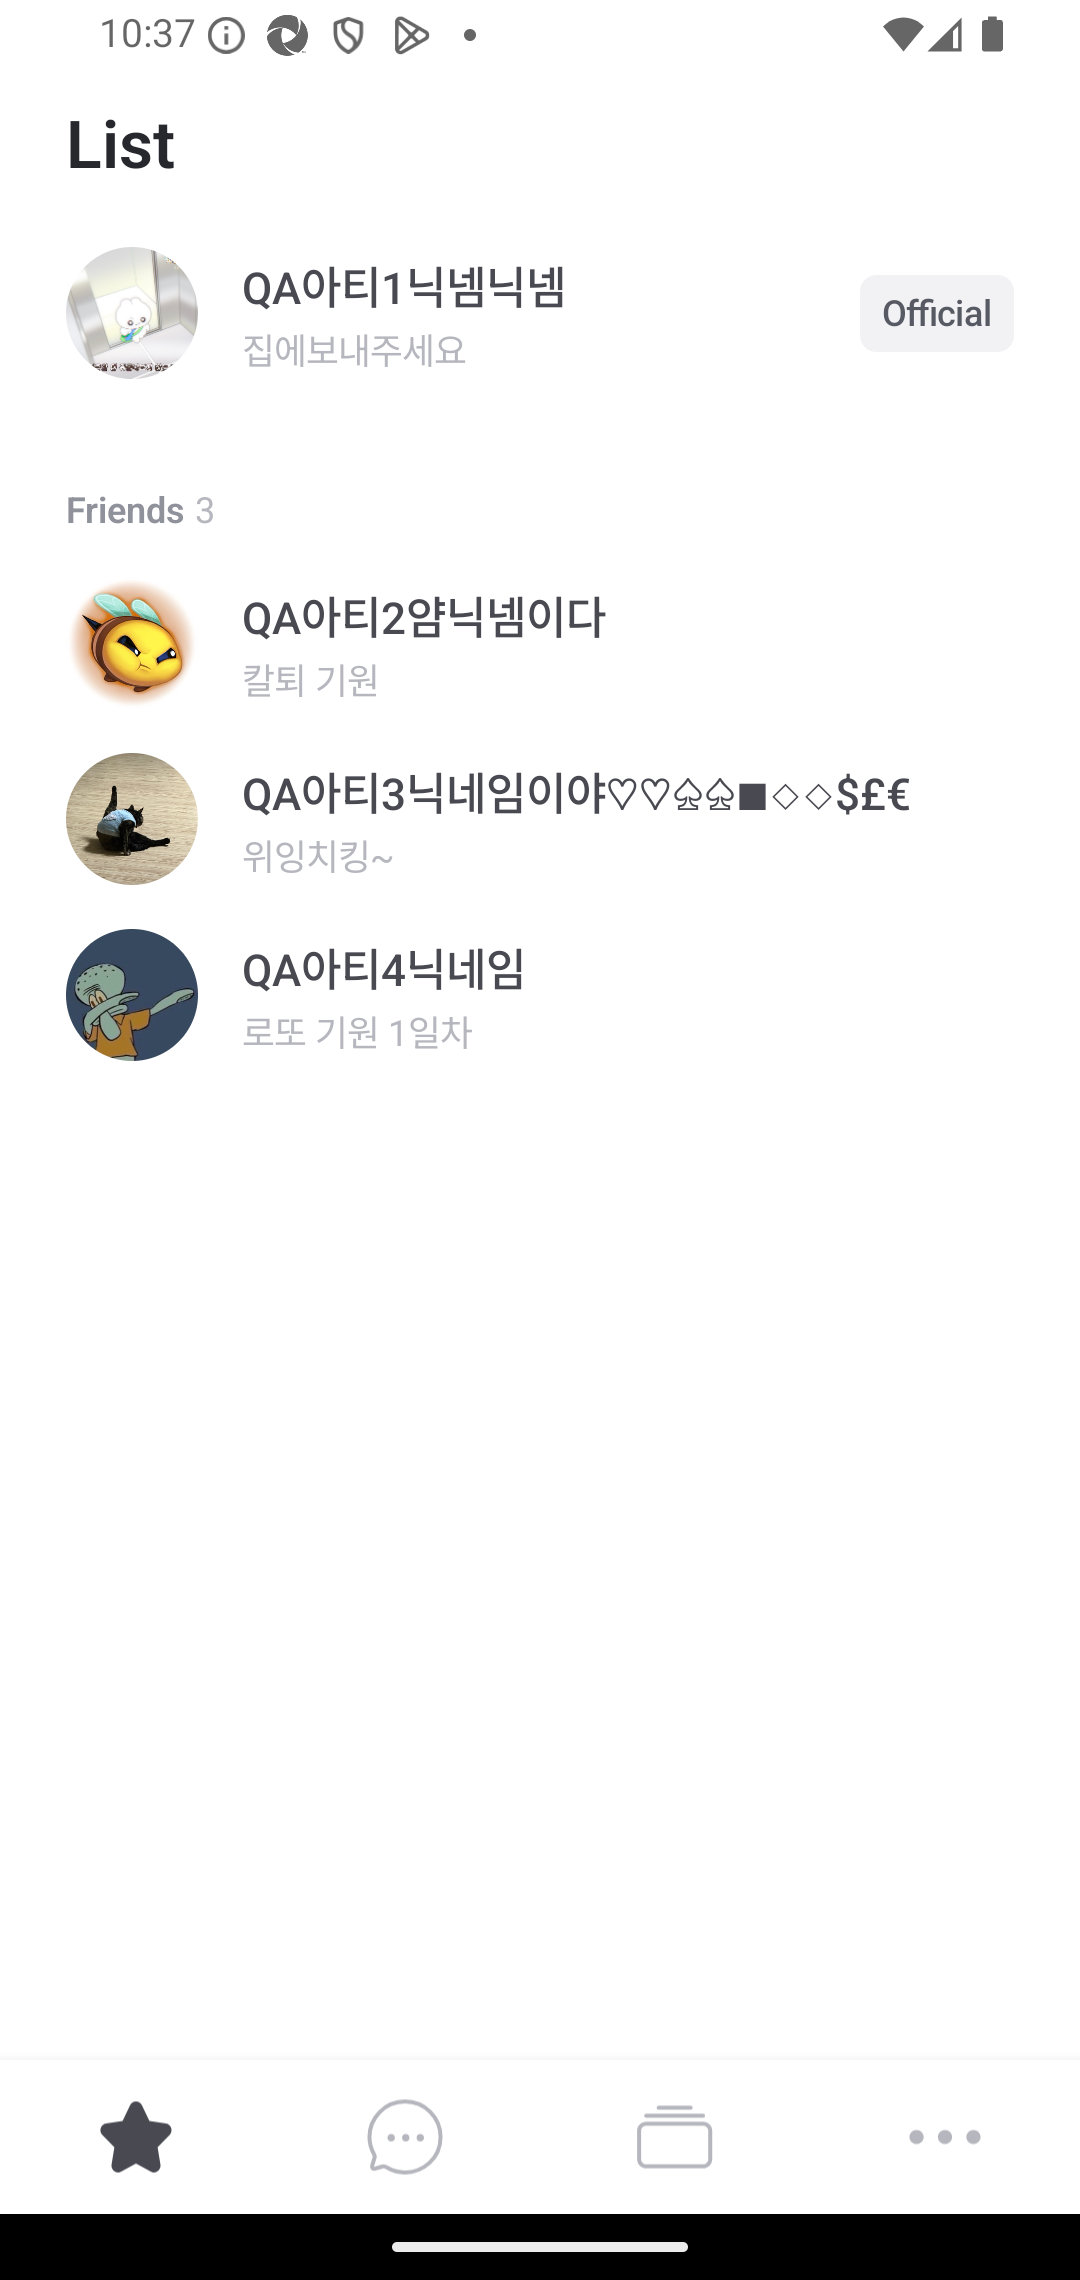 10:37
List
QA아티1닉넴닉넴
집에보내주세요
Official
Friends 3
QA아티2얌닉넴이다
칼퇴 기원
QA아티3닉네임이야♡♡♤♤■◇◇$£€
위잉치킹~
QA아티4닉네임
로또 기원 1일차